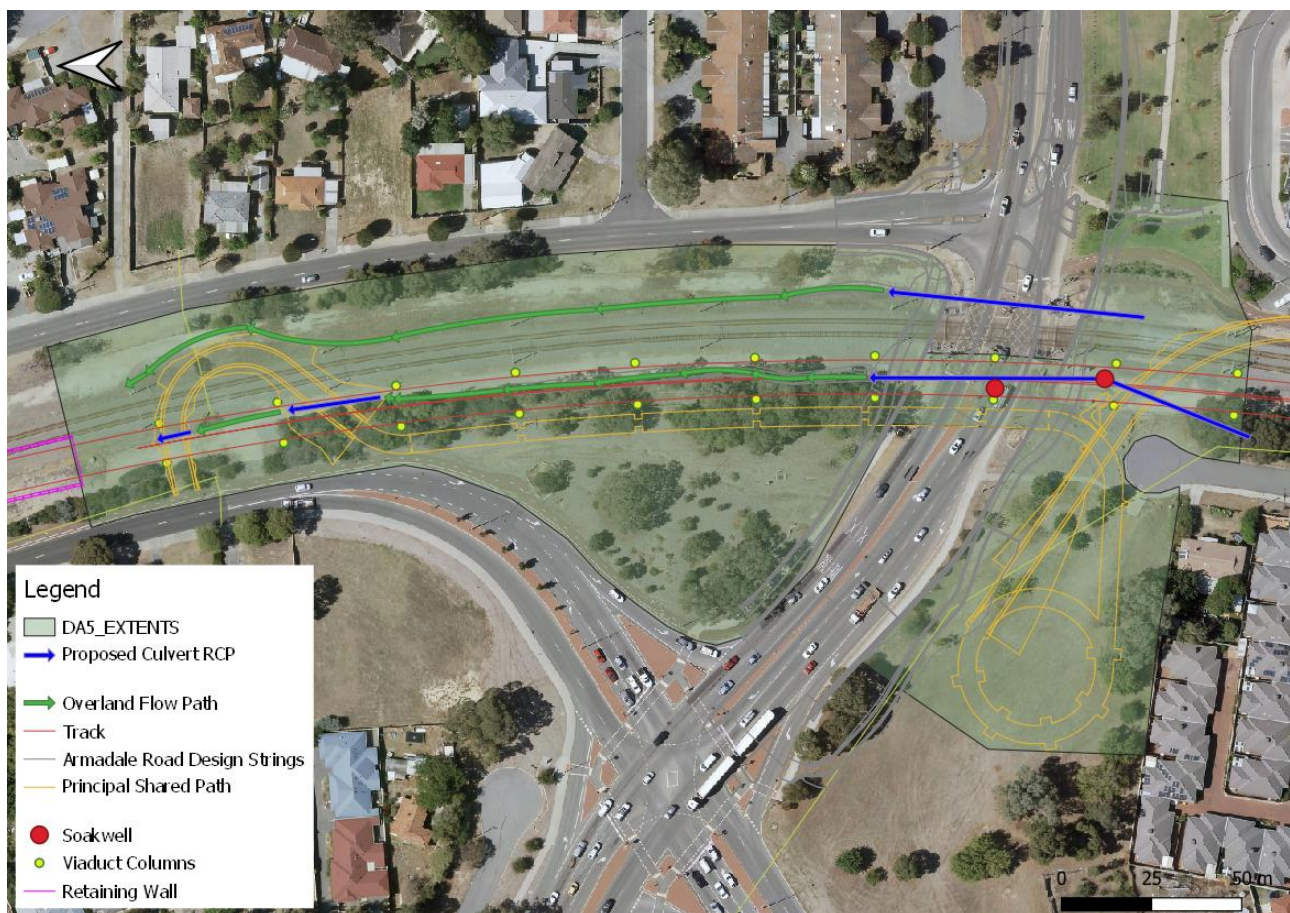 Legend
DA5_EXTENTS
Proposed Culvert RCP
Overland Flow Path
Track
Armadale Road Design Strings
Principal Shared Path
Soakwell
Viaduct Columns
Retaining Wall
0 25 50 m